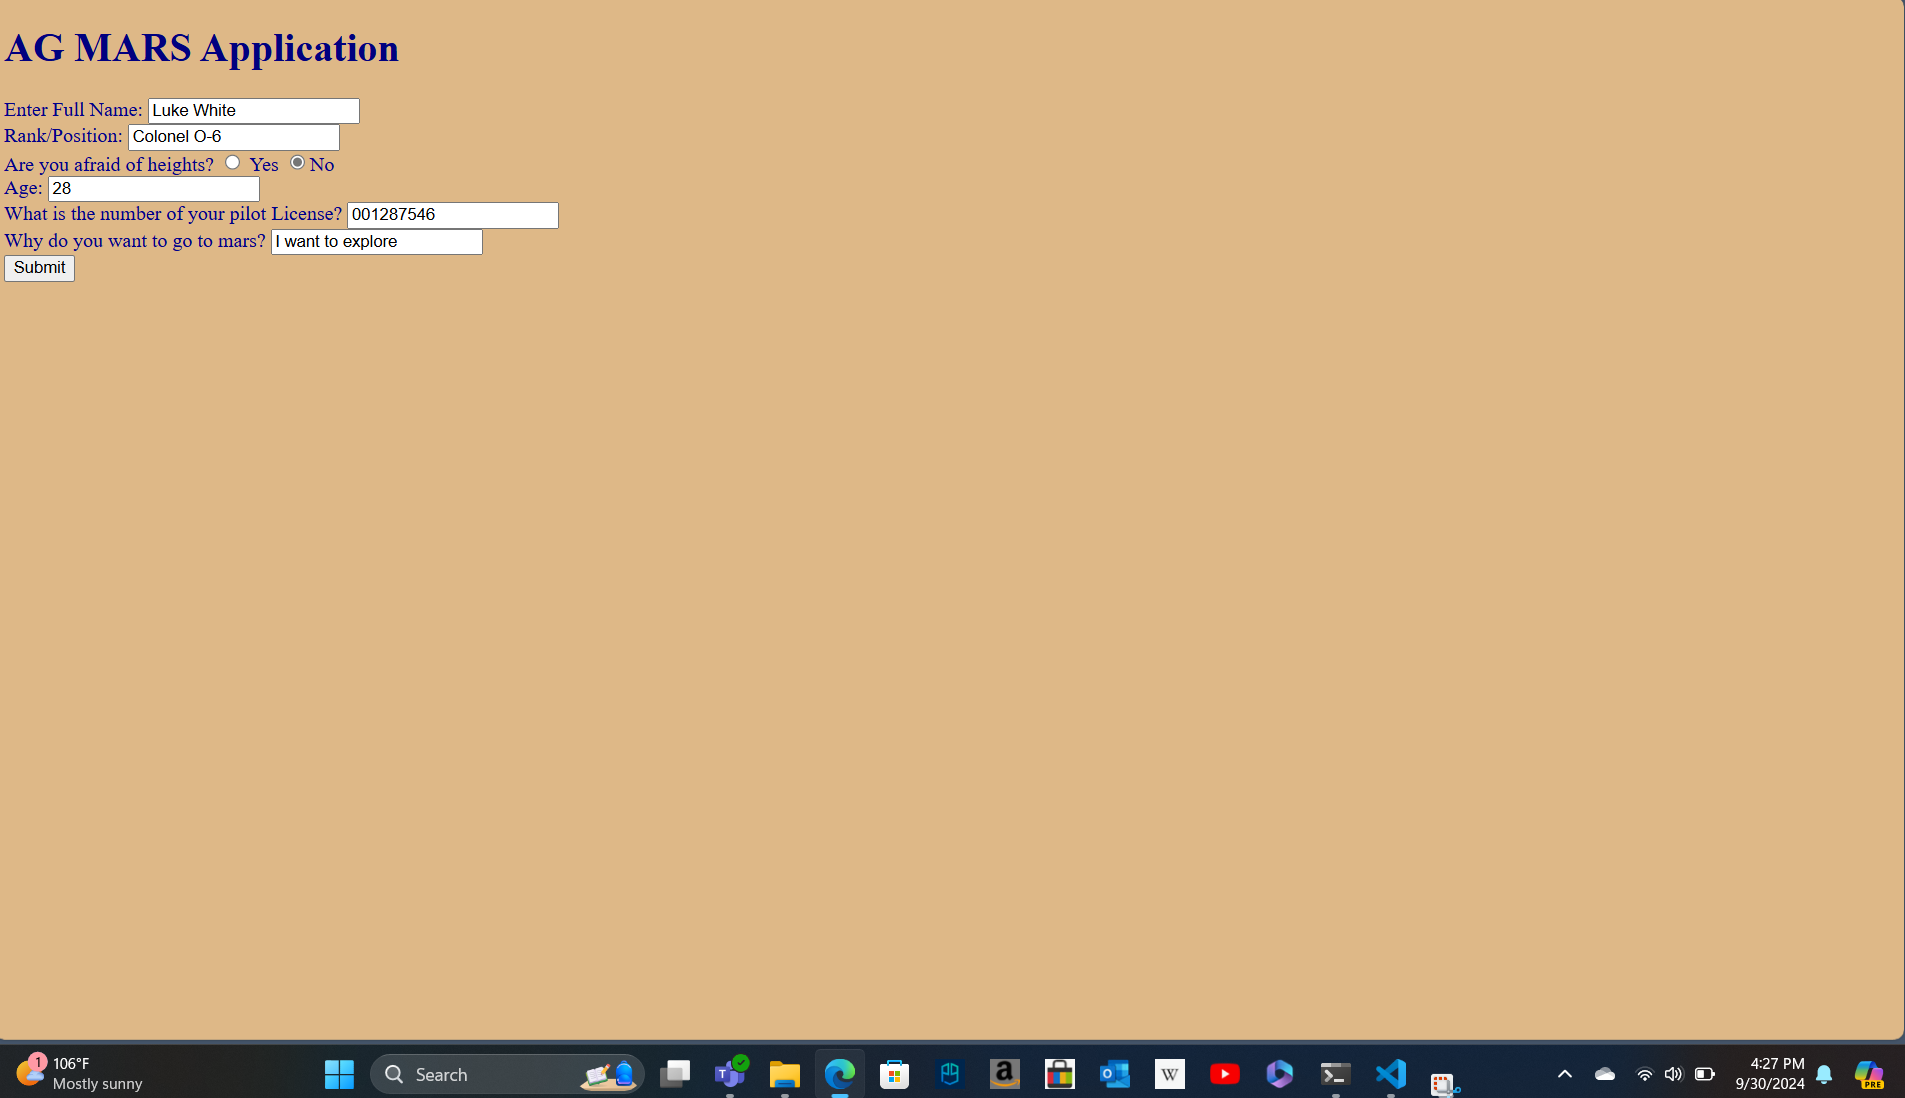 AG MARS Application
Enter Full Name: Luke White
Rank/Position: Colonel O-6
Are you afraid of heights? Yes No
Age: 28
What is the number of your pilot License? 001287546
Why do you want to go to mars? I want to explore
Submit
1
106°F
Mostly sunny
Search
4:27 PM
9/30/2024
PRE